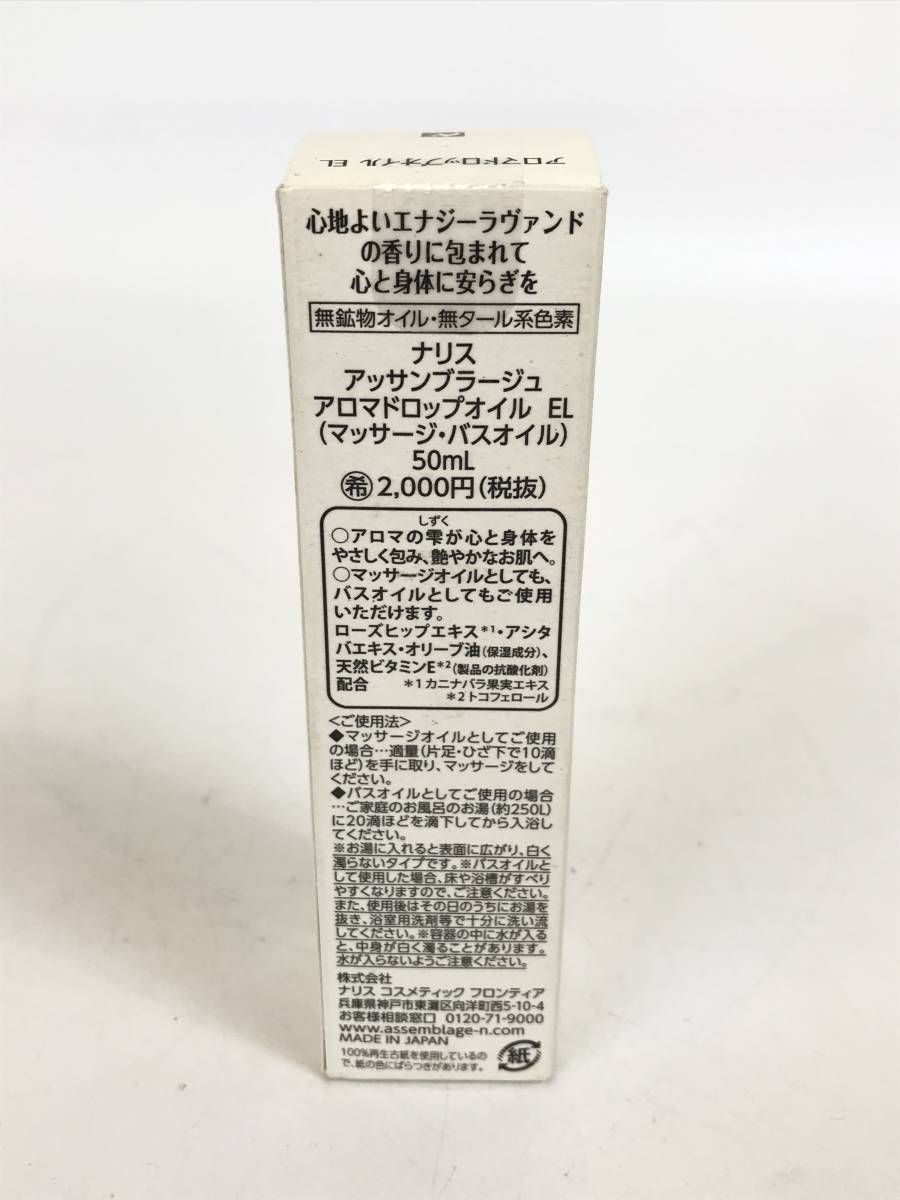 アロマドロップオイル EL
心地よいエナジーラヴァンド
の香りに包まれて
心と身体に安らぎを
無鉱物オイル・無タール系色素
ナリス
アッサンブラージュ
アロマドロップオイル EL
(マッサージ・バスオイル)
50mL
㊒2,000円(税抜)
しずく
○アロマの雫が心と身体を
やさしく包み、艶やかなお肌へ。
○マッサージオイルとしても、
バスオイルとしてもご使用
いただけます。
ローズヒップエキス*1・アシタ
バエキス・オリーブ油(保湿成分)、
天然ビタミンE*2(製品の抗酸化剤)
配合 *1 カニナバラ果実エキス
*2 トコフェロール
<ご使用法>
◆マッサージオイルとしてご使用
の場合…適量(片足・ひざ下で10滴
ほど)を手に取り、マッサージをして
ください。
◆バスオイルとしてご使用の場合
…ご家庭のお風呂のお湯(約250L)
に20滴ほどを滴下してから入浴し
てください。
※お湯に入れると表面に広がり、白く
濁らないタイプです。※バスオイルと
して使用した場合、床や浴槽がすべり
やすくなりますので、ご注意ください。
また、使用後はその日のうちにお湯を
抜き、浴室用洗剤等で十分に洗い流
してください。※容器の中に水が入る
と、中身が白く濁ることがあります。
水が入らないようご注意ください。
株式会社
ナリス コスメティック フロンティア
兵庫県神戸市東灘区向洋町西5-10-4
お客様相談窓口 0120-71-9000
www.assemblage-n.com
MADE IN JAPAN
100%再生古紙を使用しているの
で、紙の色にばらつきがあります。
紙